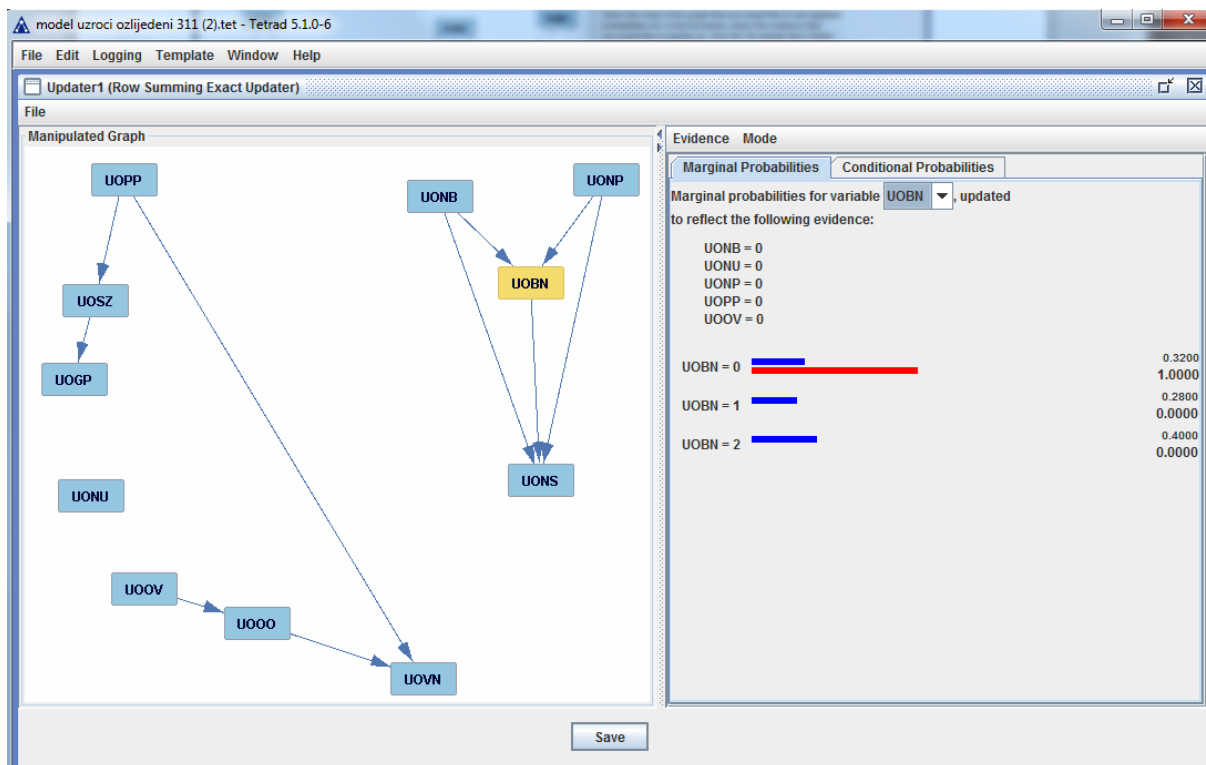 model uzroci ozlijedeni 311 (2).tet - Tetrad 5.1.0-6
File Edit Logging Template Window Help
Updater1 (Row Summing Exact Updater)
File
Manipulated Graph
UOPP
UONB
UONP
UOBN
UOSZ
UOGP
UONS
UONU
UOOV
UOOO
UOVN
Evidence Mode
Marginal Probabilities Conditional Probabilities
Marginal probabilities for variable UOBN , updated
to reflect the following evidence:
UONB = 0
UONU = 0
UONP = 0
UOPP = 0
UOOV = 0
UOBN = 0 0.3200
1.0000
UOBN = 1 0.2800
0.0000
UOBN = 2 0.4000
0.0000
Save